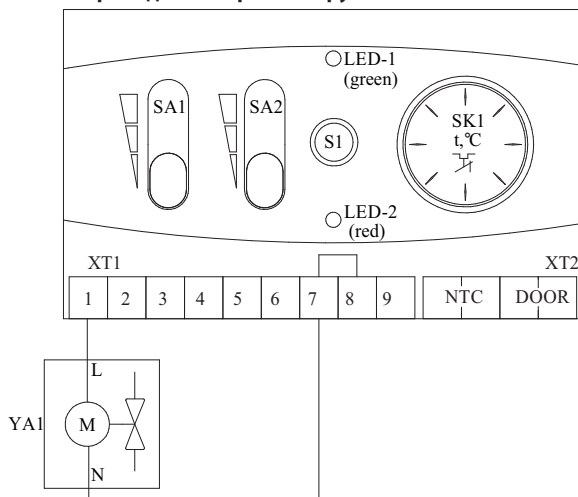 LED-1
(green)
SA1
SA2
S1
SK1
t,℃
LED-2
(red)
XT1
XT2
1 2 3 4 5 6 7 8 9 NTC DOOR
L
YA1
M
N